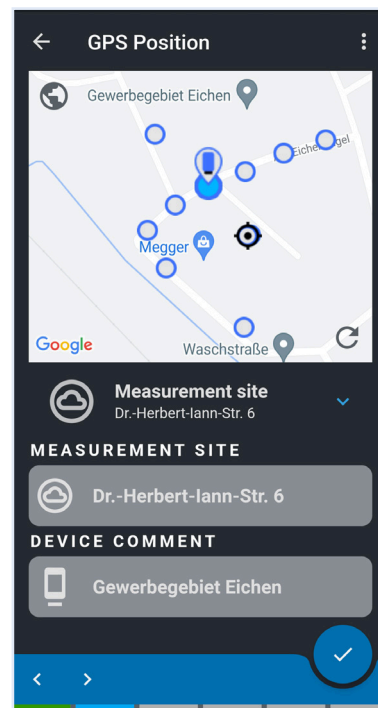 GPS Position
Gewerbegebiet Eichen
Megger
Google
Waschstraße
Measurement site
Dr.-Herbert-Iann-Str. 6
MEASUREMENT SITE
Dr.-Herbert-Iann-Str. 6
DEVICE COMMENT
Gewerbegebiet Eichen